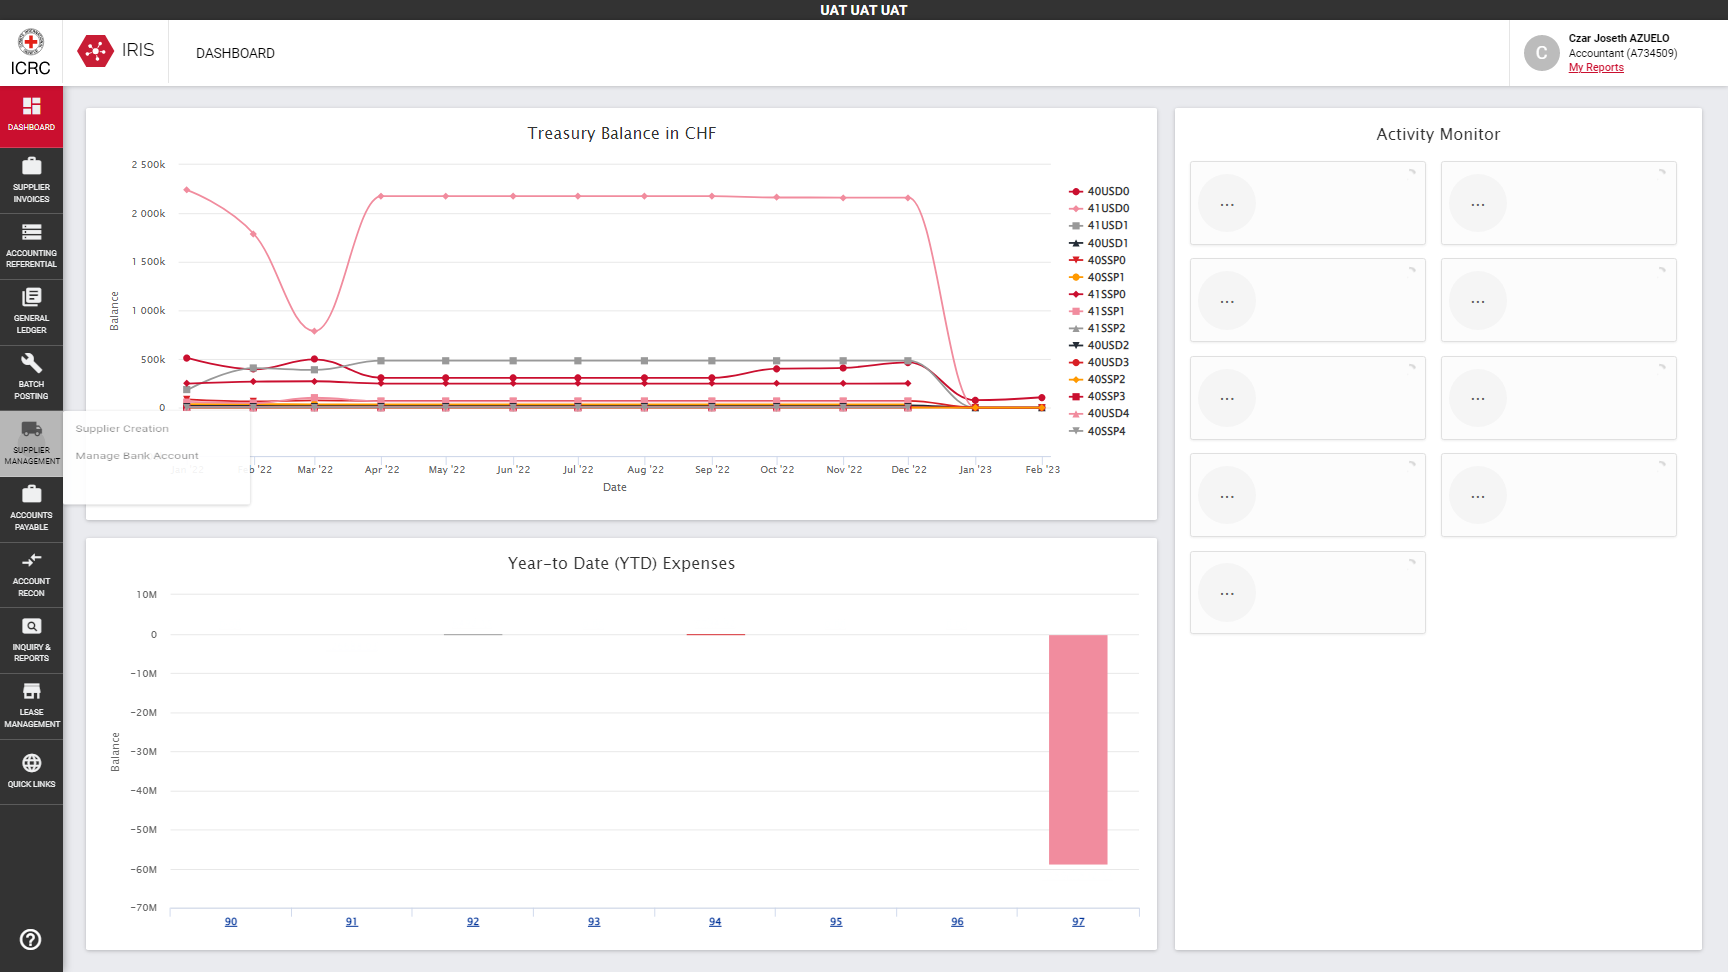 UAT UAT UAT
ICRC
IRIS
DASHBOARD
C
Czar Joseth AZUELO
Accountant (A734509)
My Reports
DASHBOARD
SUPPLIER
INVOICES
ACCOUNTING
REFERENTIAL
GENERAL
LEDGER
BATCH
POSTING
SUPPLIER
MANAGEMENT
Supplier Creation
Manage Bank Account
ACCOUNTS
PAYABLE
ACCOUNT
RECON
INQUIRY &
REPORTS
LEASE
MANAGEMENT
QUICK LINKS
Treasury Balance in CHF
2 500k
2 000k
1 500k
1 000k
500k
0
Balance
Jan '22
Feb '22
Mar '22
Apr '22
May '22
Jun '22
Jul '22
Aug '22
Sep '22
Oct '22
Nov '22
Dec '22
Jan '23
Feb '23
Date
40USD0
41USD0
41USD1
40USD1
40SSP0
40SSP1
41SSP0
41SSP1
41SSP2
40USD2
40USD3
40SSP2
40SSP3
40USD4
40SSP4
Year-to Date (YTD) Expenses
10M
0
-10M
-20M
-30M
-40M
-50M
-60M
-70M
Balance
90
91
92
93
94
95
96
97
Activity Monitor
...
...
...
...
...
...
...
...
...